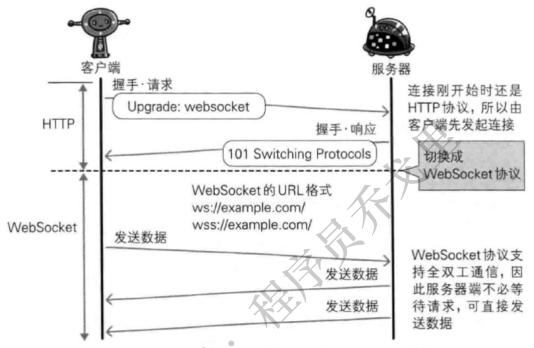 客户端
服务器
握手·请求
Upgrade: websocket
连接刚开始时还是
HTTP协议，所以由
客户端先发起连接
HTTP
握手·响应
101 Switching Protocols
切换成
WebSocket协议
WebSocket的URL格式
ws://example.com/
wss://example.com/
WebSocket
发送数据
WebSocket协议支
持全双工通信，因
此服务器端不必等
待请求，可直接发
送数据
发送数据
发送数据
程序员乔戈里